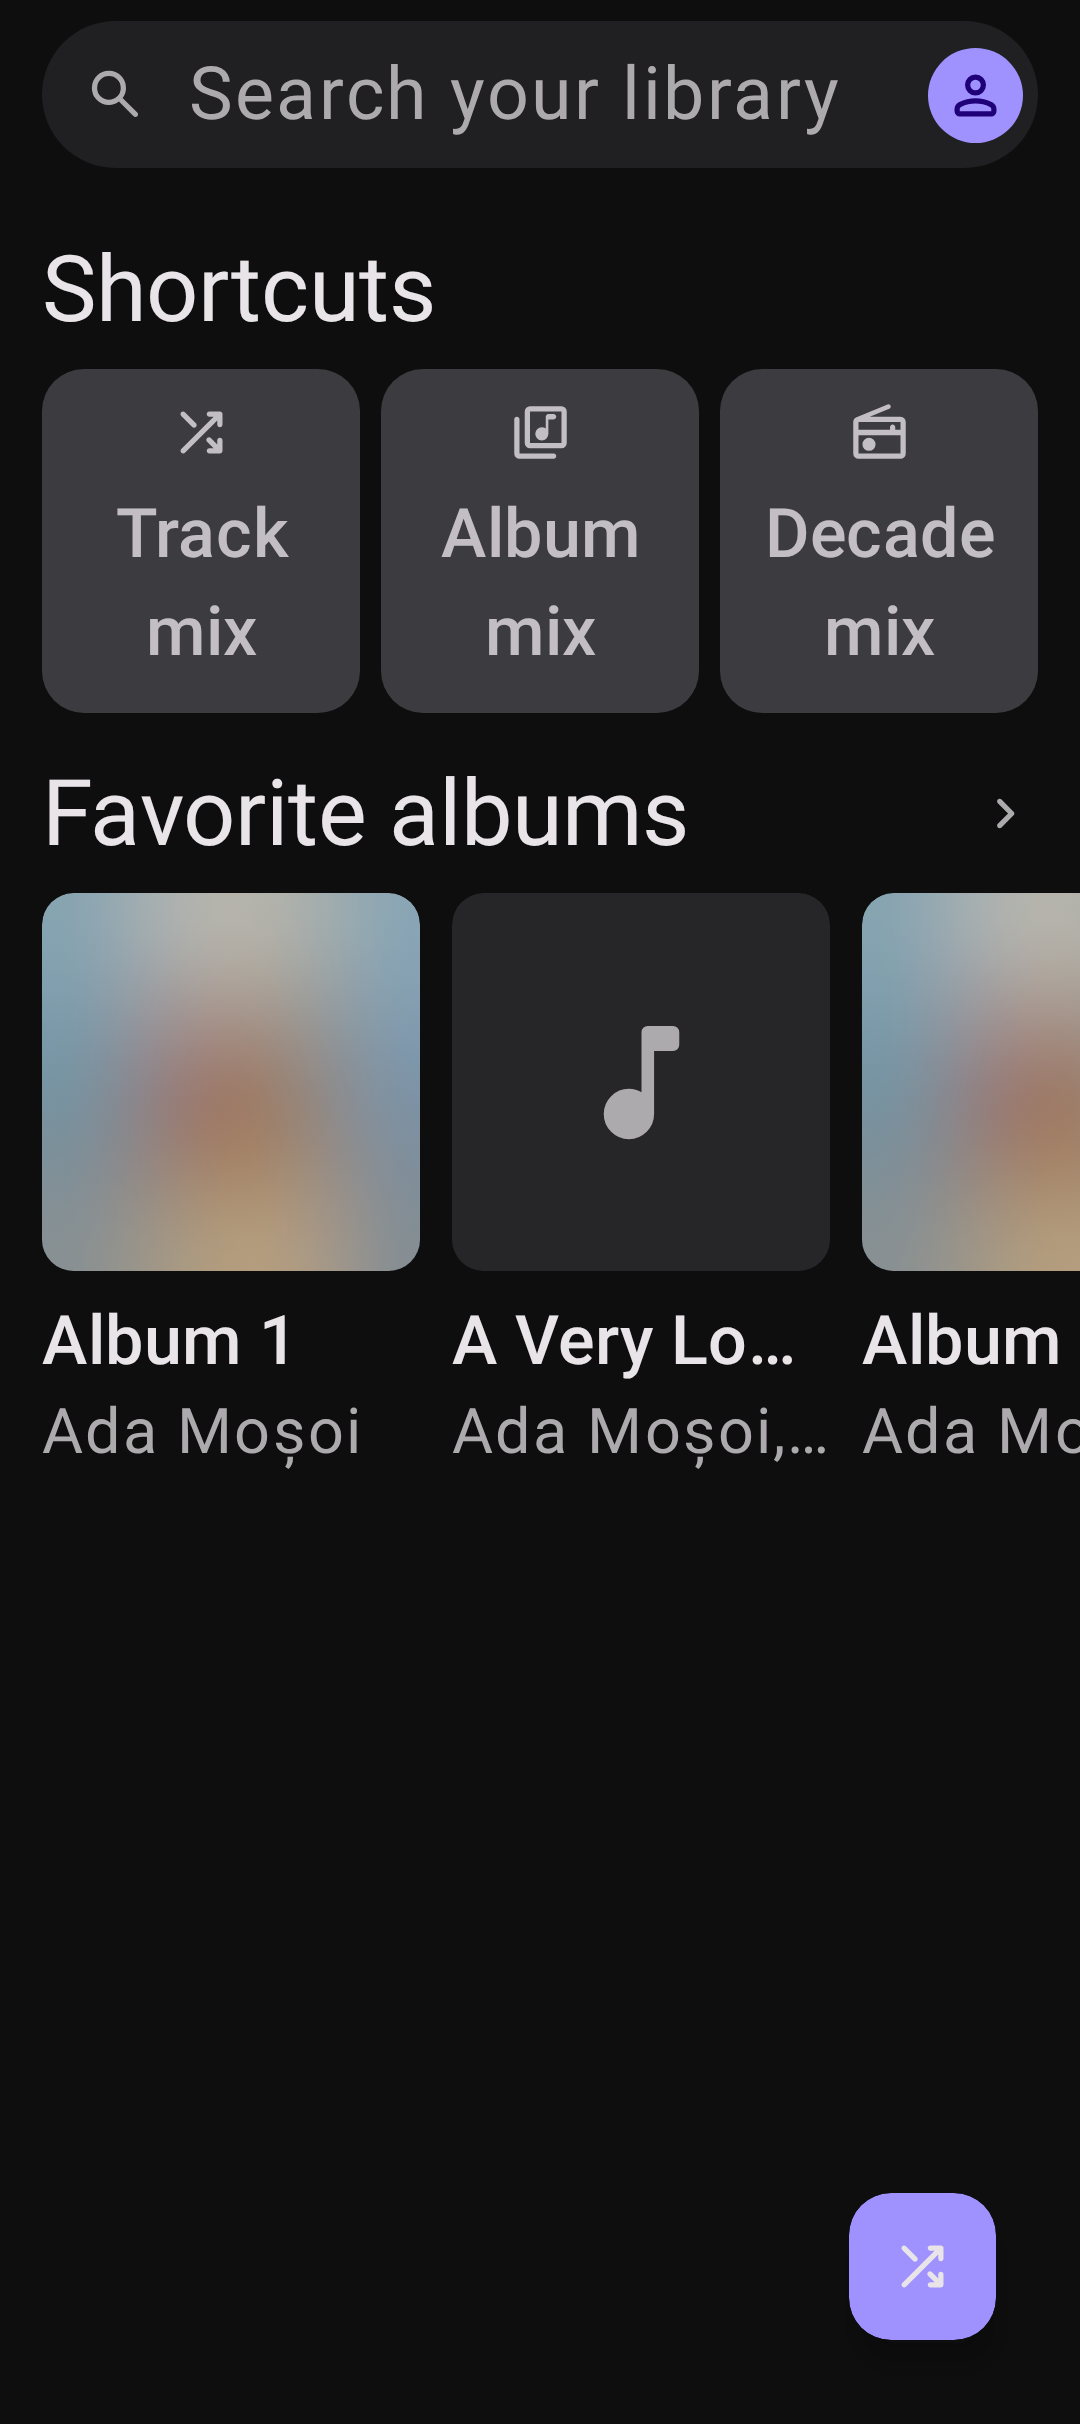 Search your library
Shortcuts
Track
mix
Album
mix
Decade
mix
Favorite albums
Album 1
Ada Moșoi
A Very Lo...
Ada Moșoi,...
Album
Ada Mo